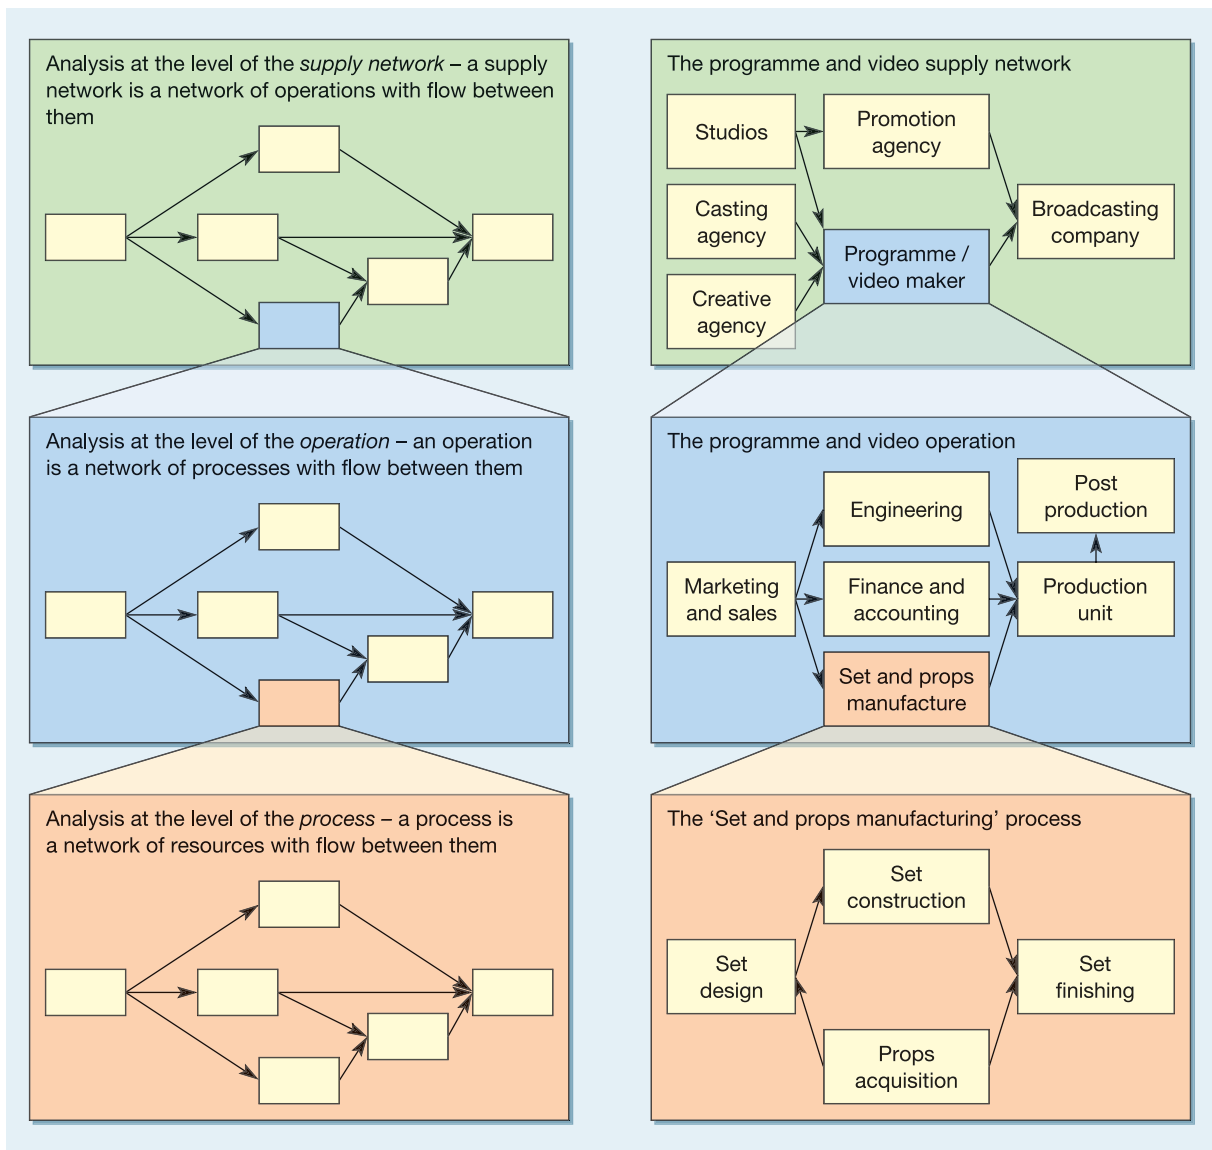 Analysis at the level of the supply network – a supply
network is a network of operations with flow between
them
The programme and video supply network
Studios
Promotion
agency
Casting
agency
Broadcasting
company
Programme /
video maker
Creative
agency
Analysis at the level of the operation – an operation
is a network of processes with flow between them
The programme and video operation
Post
production
Engineering
Marketing
and sales
Finance and
accounting
Production
unit
Set and props
manufacture
Analysis at the level of the process – a process is
a network of resources with flow between them
The ‘Set and props manufacturing’ process
Set
construction
Set
design
Set
finishing
Props
acquisition